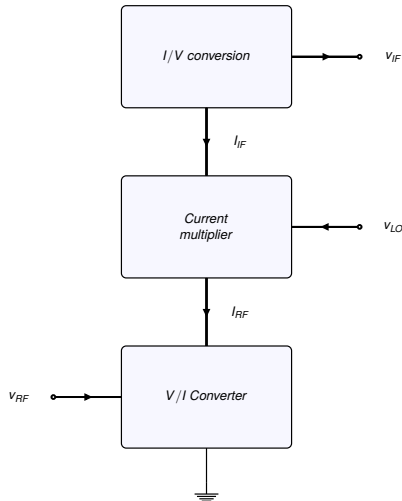 I/V conversion
v_IF
I_IF
Current
multiplier
v_LO
I_RF
V/I Converter
v_RF